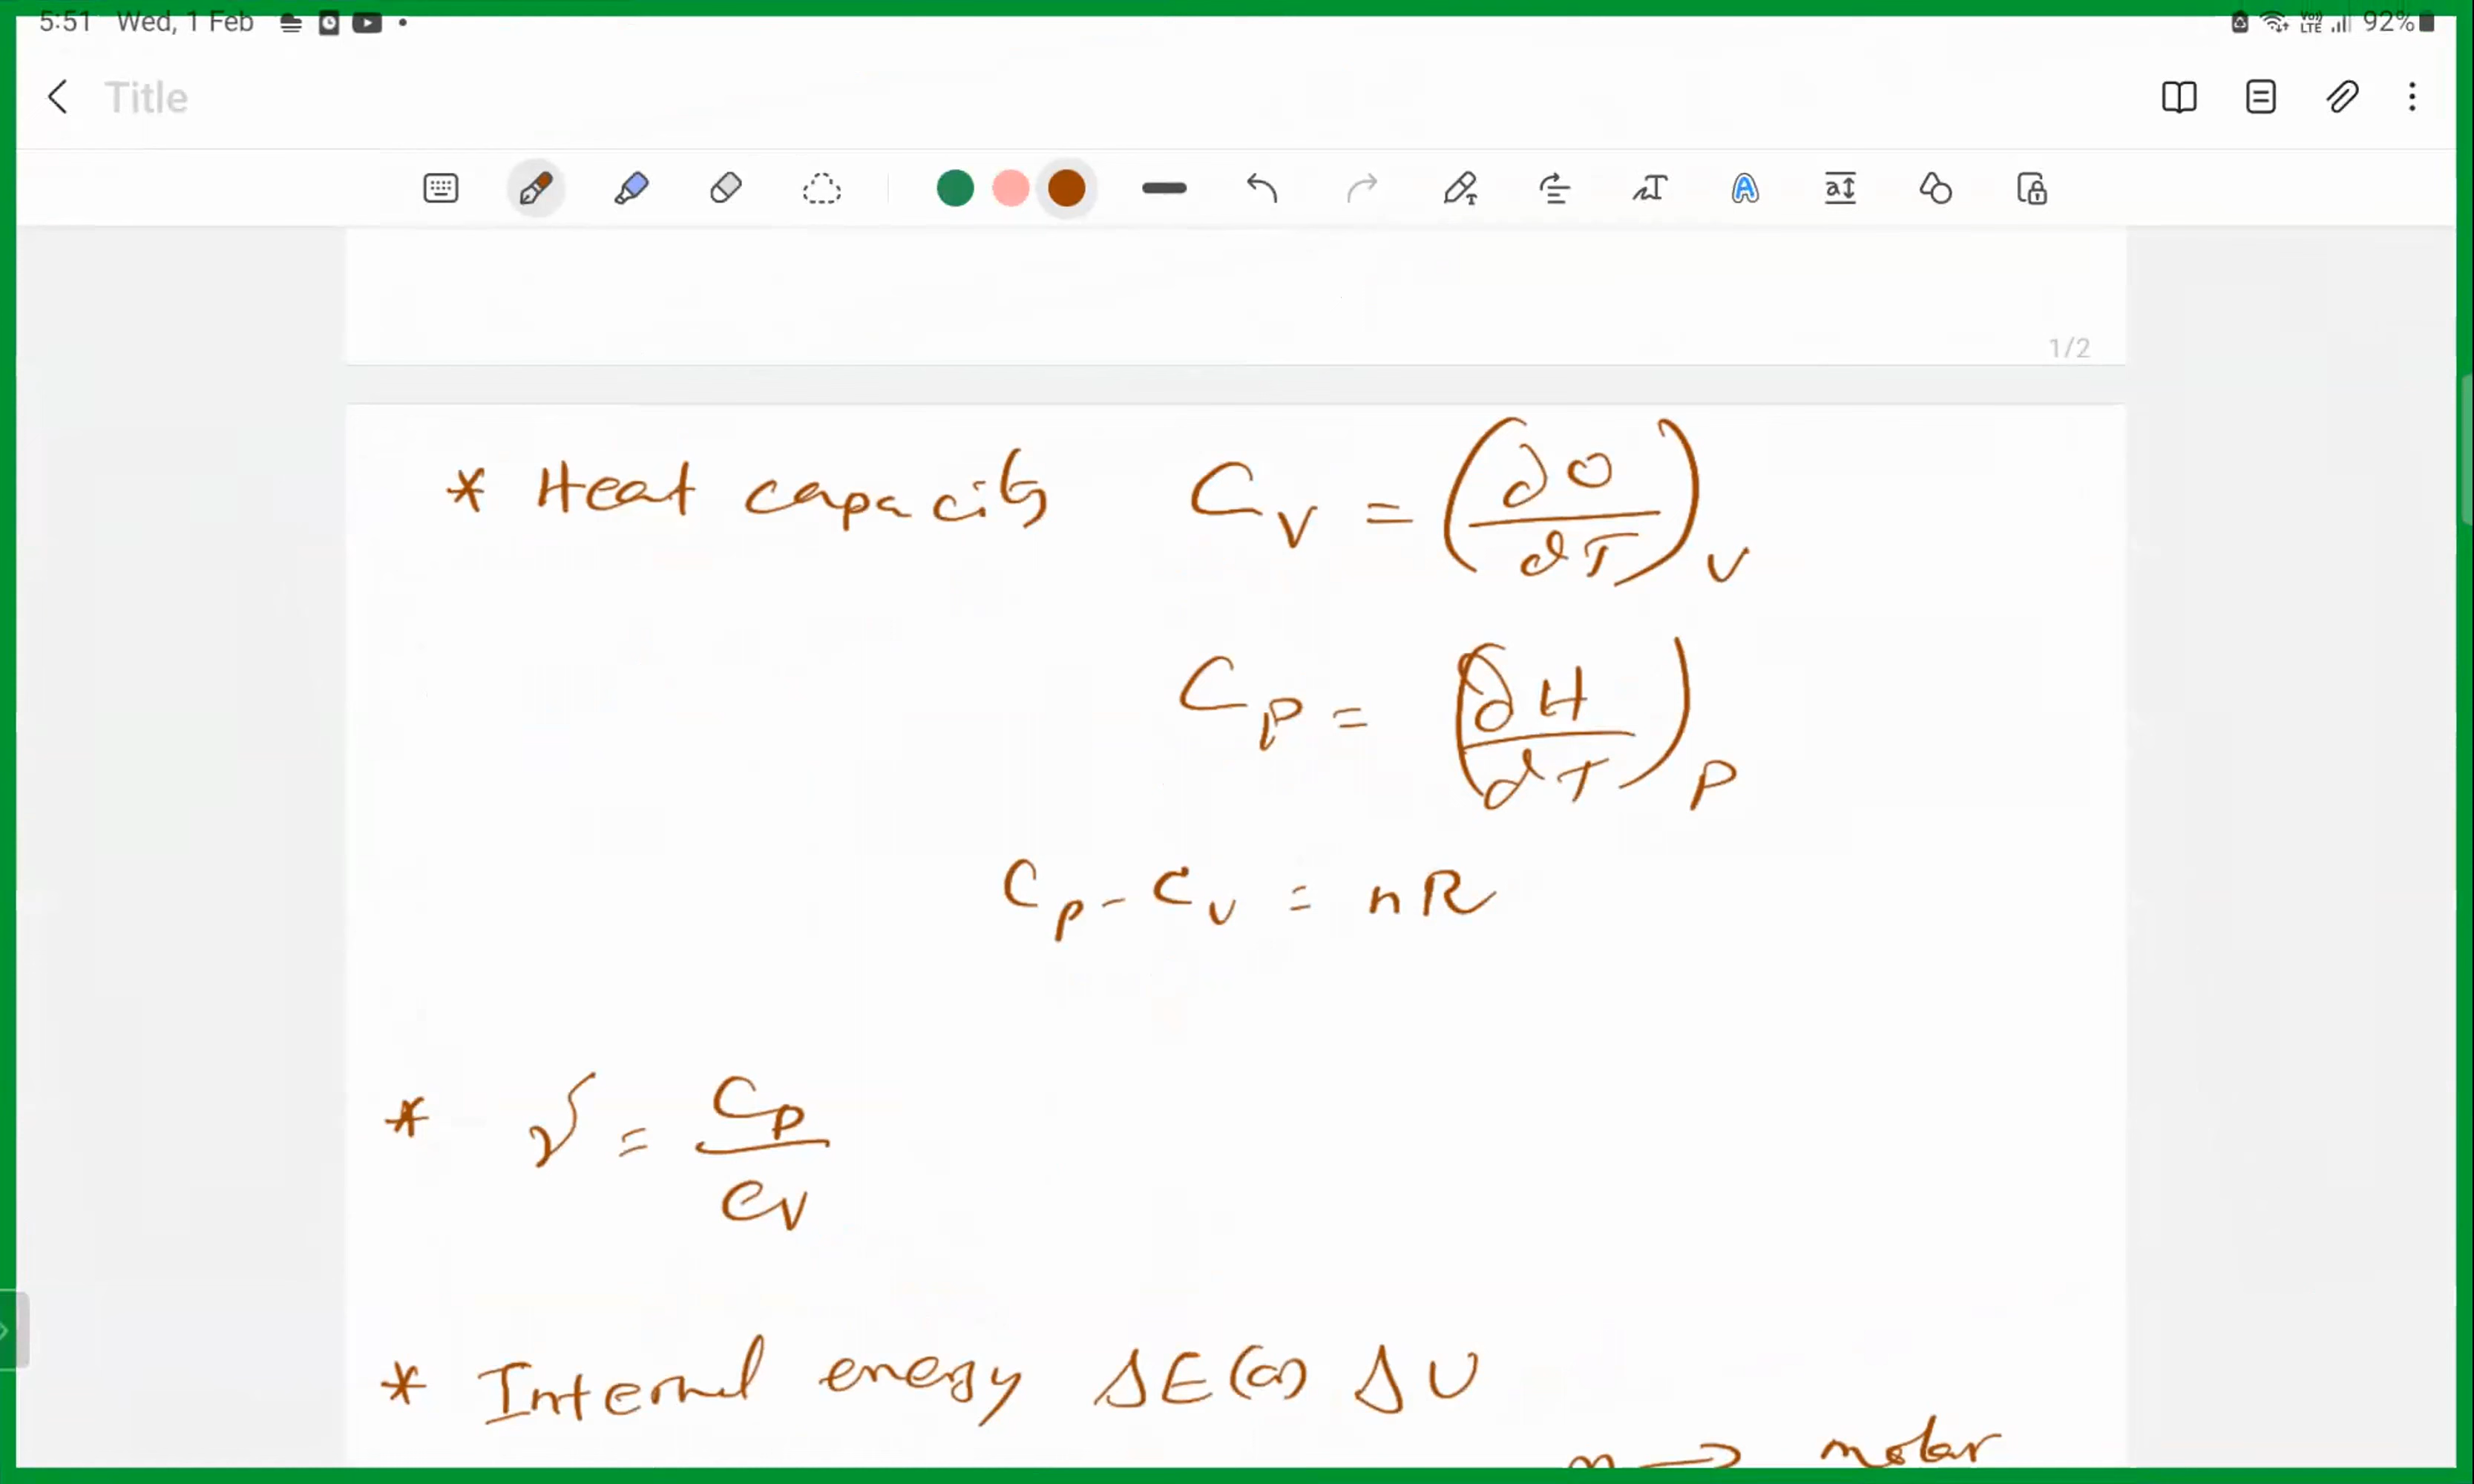 5:51 Wed, 1 Feb
92%
Title
1/2
* Heat capacity Cv = (∂U/∂T)v
Cp = (∂H/∂T)p
Cp - Cv = nR
* γ = Cp/Cv
* Internal energy ΔE (or) ΔU
n → molar